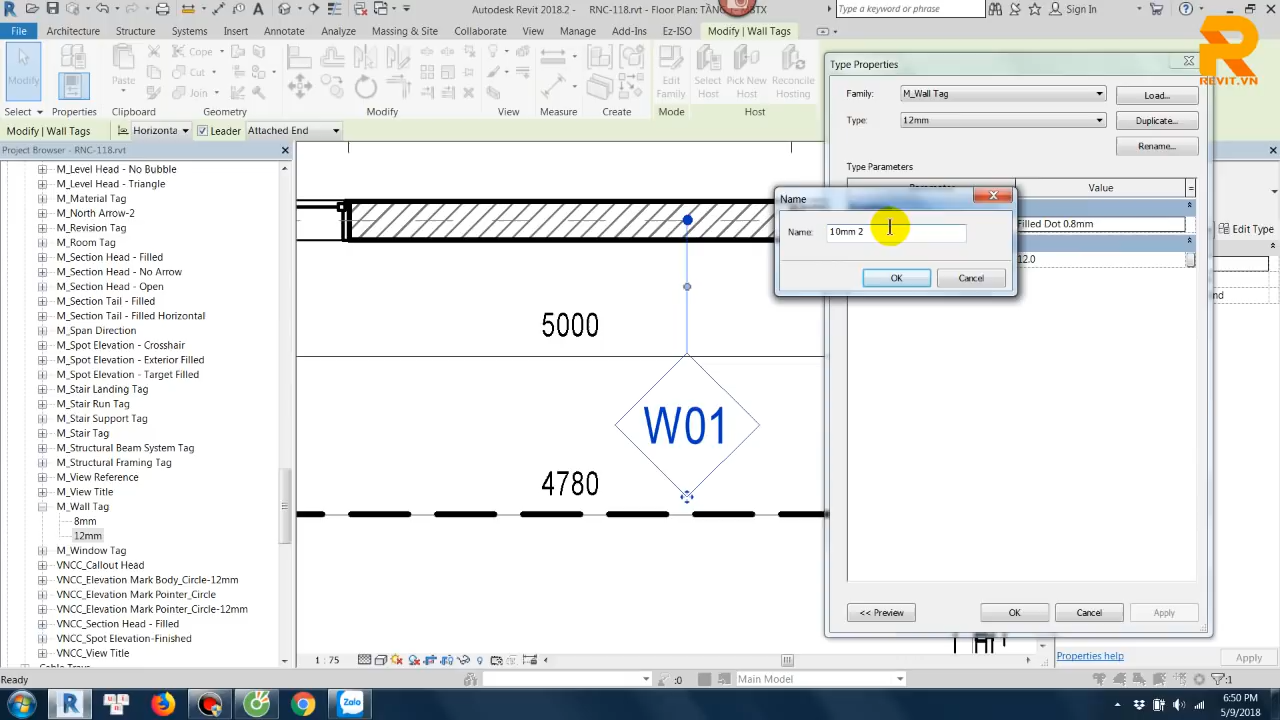 Autodesk Revit 2018.2 - RNC-118.rvt - Floor Plan:
Type a keyword or phrase
Sign In
File Architecture Structure Systems Insert Annotate Analyze Massing & Site Collaborate View Manage Add-Ins Ez-ISO Modify | Wall Tags
REVIT.VN
Modify
Paste
Cope
Cut
Join
Edit Family
Select Host
Pick New Host
Reconcile Hosting
Select Properties Clipboard Geometry Modify View Measure Create Mode Host
Modify | Wall Tags Horizonta Leader Attached End
Project Browser - RNC-118.rvt
M_Level Head - No Bubble
M_Level Head - Triangle
M_Material Tag
M_North Arrow-2
M_Revision Tag
M_Room Tag
M_Section Head - Filled
M_Section Head - No Arrow
M_Section Head - Open
M_Section Tail - Filled
M_Section Tail - Filled Horizontal
M_Span Direction
M_Spot Elevation - Crosshair
M_Spot Elevation - Exterior Filled
M_Spot Elevation - Target Filled
M_Stair Landing Tag
M_Stair Run Tag
M_Stair Support Tag
M_Stair Tag
M_Structural Beam System Tag
M_Structural Framing Tag
M_View Reference
M_View Title
M_Wall Tag
8mm
12mm
M_Window Tag
VNCC_Callout Head
VNCC_Elevation Mark Body_Circle-12mm
VNCC_Elevation Mark Pointer_Circle
VNCC_Elevation Mark Pointer_Circle-12mm
VNCC_Section Head - Filled
VNCC_Spot Elevation-Finished
VNCC_View Title
5000
W01
4780
Type Properties
Family: M_Wall Tag Load...
Type: 12mm Duplicate...
Rename...
Type Parameters
Value =
Filled Dot 0.8mm
12.0
Name
Name: 10mm 2
OK Cancel
<< Preview OK Cancel Apply
Edit Type
Properties help Apply
1 : 75
Ready :0 Main Model :1
Zalo
6:50 PM
5/9/2018